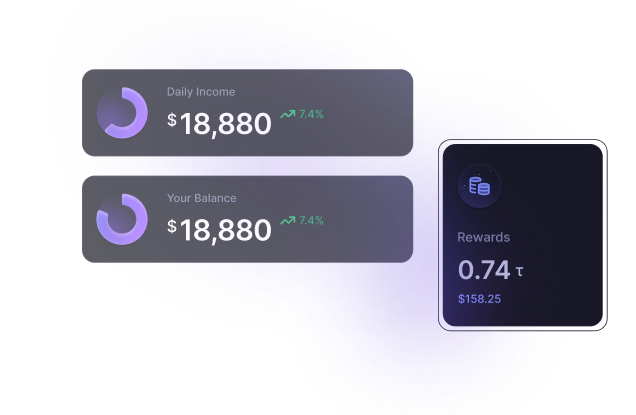 Daily Income
$18,880 7.4%
Your Balance
$18,880 7.4%
Rewards
0.74 τ
$158.25